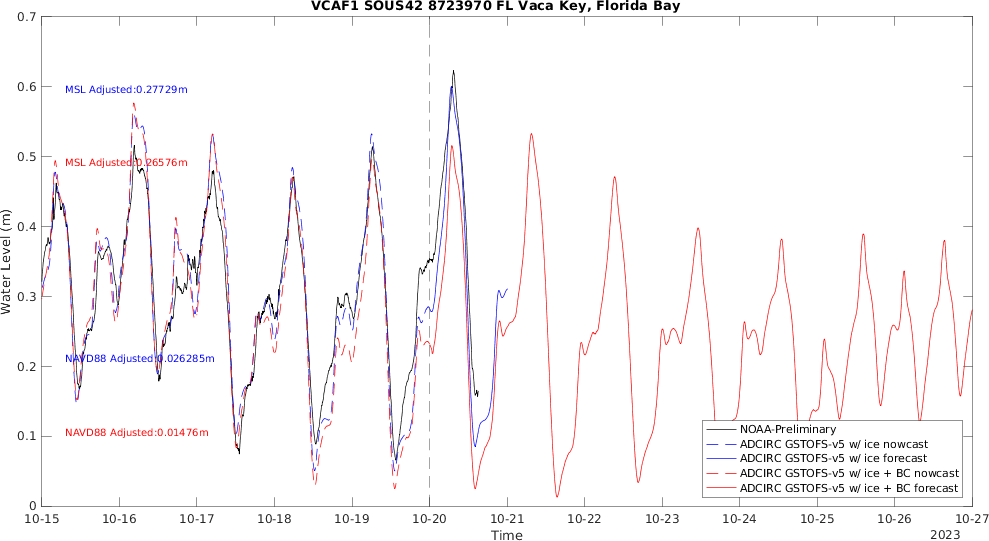 VCAF1 SOUS42 8723970 FL Vaca Key, Florida Bay
0.7
0.6
0.5
0.4
0.3
0.2
0.1
0
Water Level (m)
MSL Adjusted:0.27729m
MSL Adjusted:0.26576m
NAVD88 Adjusted:0.026285m
NAVD88 Adjusted:0.01476m
NOAA-Preliminary
ADCIRC GSTOFS-v5 w/ ice nowcast
ADCIRC GSTOFS-v5 w/ ice forecast
ADCIRC GSTOFS-v5 w/ ice + BC nowcast
ADCIRC GSTOFS-v5 w/ ice + BC forecast
10-15 10-16 10-17 10-18 10-19 10-20 10-21 10-22 10-23 10-24 10-25 10-26 10-27
Time
2023